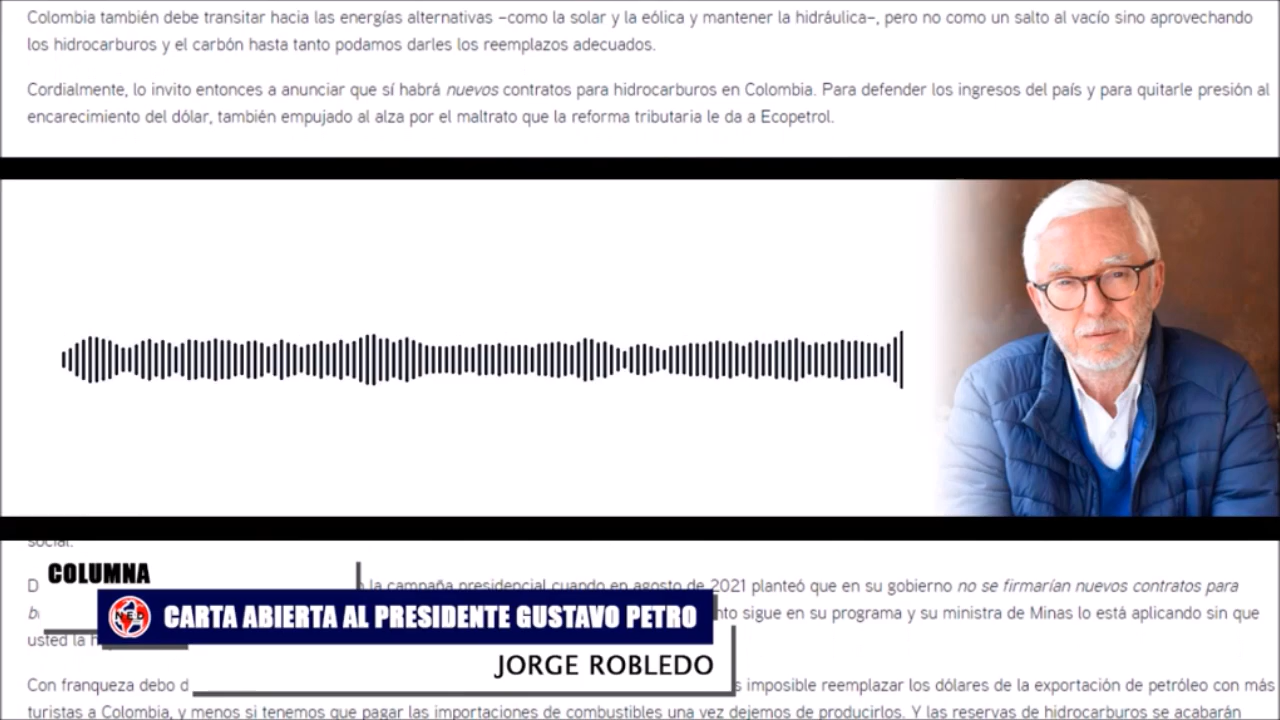 Colombia también debe transitar hacia las energías alternativas –como la solar y la eólica y mantener la hidráulica–, pero no como un salto al vacío sino aprovechando
los hidrocarburos y el carbón hasta tanto podamos darles los reemplazos adecuados.
Cordialmente, lo invito entonces a anunciar que sí habrá nuevos contratos para hidrocarburos en Colombia. Para defender los ingresos del país y para quitarle presión al
encarecimiento del dólar, también empujado al alza por el maltrato que la reforma tributaria le da a Ecopetrol.
social.
COLUMNA
la campaña presidencial cuando en agosto de 2021 planteó que en su gobierno no se firmarían nuevos contratos para
CARTA ABIERTA AL PRESIDENTE GUSTAVO PETRO
sigue en su programa y su ministra de Minas lo está aplicando sin que
usted la
JORGE ROBLEDO
Con franqueza debo
imposible reemplazar los dólares de la exportación de petróleo con más
turistas a Colombia, y menos si tenemos que pagar las importaciones de combustibles una vez dejemos de producirlos. Y las reservas de hidrocarburos se acabarán